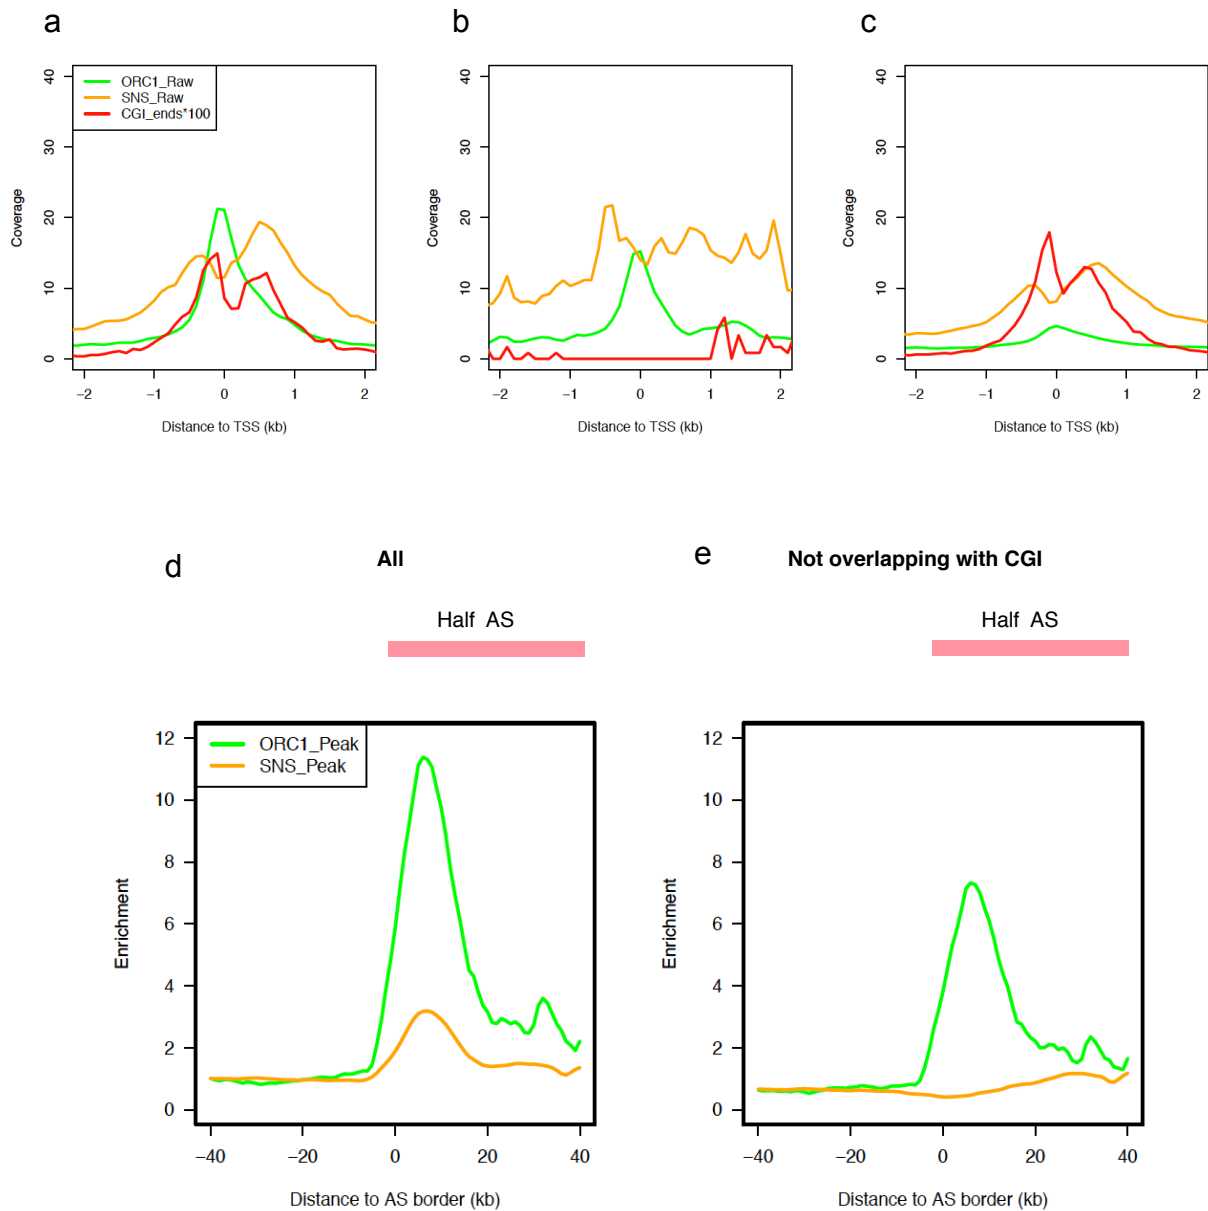 a
b
c
ORC1_Raw
SNS_Raw
CGI_ends*100
Coverage
0
10
20
30
40
−2
−1
0
1
2
Distance to TSS (kb)
Coverage
0
10
20
30
40
−2
−1
0
1
2
Distance to TSS (kb)
Coverage
0
10
20
30
40
−2
−1
0
1
2
Distance to TSS (kb)
d
All
Half AS
ORC1_Peak
SNS_Peak
Enrichment
12
10
8
6
4
2
0
−40
−20
0
20
40
Distance to AS border (kb)
e
Not overlapping with CGI
Half AS
Enrichment
12
10
8
6
4
2
0
−40
−20
0
20
40
Distance to AS border (kb)